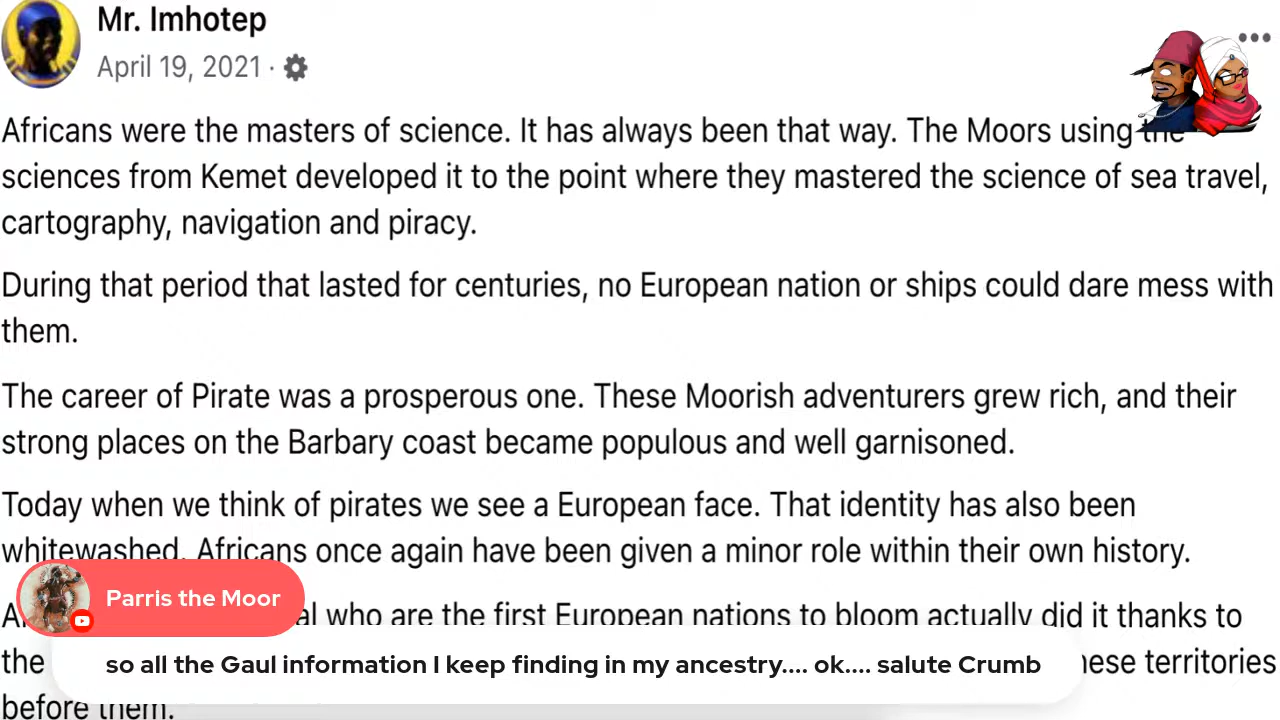 Mr. Imhotep
April 19, 2021 ·
Africans were the masters of science. It has always been that way. The Moors using the
sciences from Kemet developed it to the point where they mastered the science of sea travel,
cartography, navigation and piracy.
During that period that lasted for centuries, no European nation or ships could dare mess with
them.
The career of Pirate was a prosperous one. These Moorish adventurers grew rich, and their
strong places on the Barbary coast became populous and well garnisoned.
Today when we think of pirates we see a European face. That identity has also been
whitewashed. Africans once again have been given a minor role within their own history.
who are the first European nations to bloom actually did it thanks to
the
territories
before them.
Parris the Moor
so all the Gaul information I keep finding in my ancestry.... ok.... salute Crumb